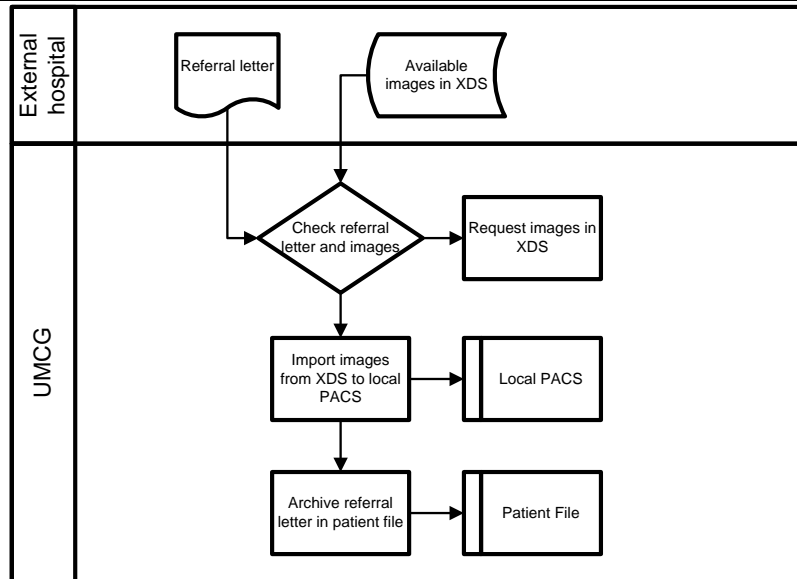 External
hospital
Referral letter
Available
images in XDS
UMCG
Check referral
letter and images
Request images in
XDS
Import images
from XDS to local
PACS
Local PACS
Archive referral
letter in patient file
Patient File